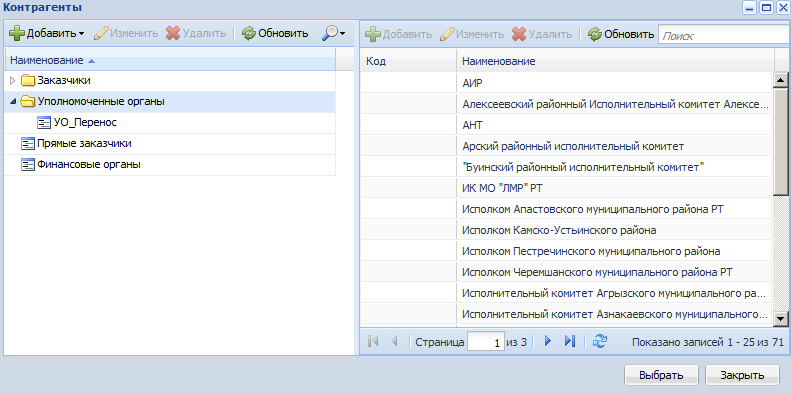 Контрагенты
Добавить Изменить Удалить Обновить
Наименование
Заказчики
Уполномоченные органы
УО_Перенос
Прямые заказчики
Финансовые органы
Добавить Изменить Удалить Обновить Поиск
Код Наименование
АИР
Алексеевский районный Исполнительный комитет Алексе...
АНТ
Арский районный исполнительный комитет
"Буинский районный исполнительный комитет"
ИК МО "ЛМР" РТ
Исполком Апастовского муниципального района РТ
Исполком Камско-Устьинского района
Исполком Пестречинского муниципального района
Исполком Черемшанского муниципального района РТ
Исполнительный комитет Агрызского муниципального ра...
Исполнительный комитет Азнакаевского муниципального...
Страница 1 из 3 Показано записей 1 - 25 из 71
Выбрать Закрыть